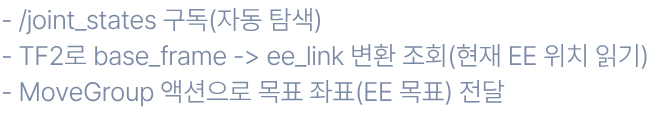 - /joint_states 구독(자동 탐색)
- TF2로 base_frame -> ee_link 변환 조회(현재 EE 위치 읽기)
- MoveGroup 액션으로 목표 좌표(EE 목표) 전달